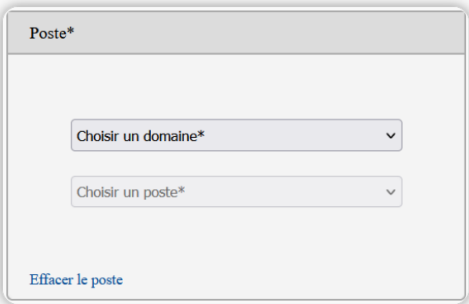 Poste*
Choisir un domaine*
Choisir un poste*
Effacer le poste